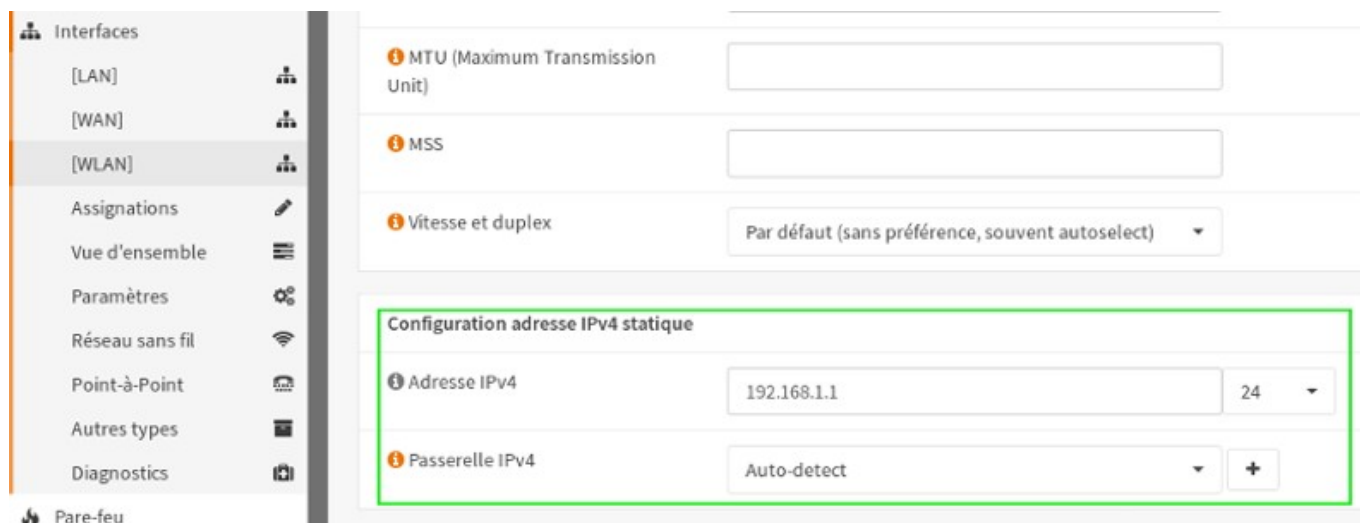 Interfaces
[LAN]
[WAN]
[WLAN]
Assignations
Vue d'ensemble
Paramètres
Réseau sans fil
Point-à-Point
Autres types
Diagnostics
Pare-feu
MTU (Maximum Transmission
Unit)
MSS
Vitesse et duplex
Par défaut (sans préférence, souvent autoselect)
Configuration adresse IPv4 statique
Adresse IPv4
192.168.1.1
24
Passerelle IPv4
Auto-detect